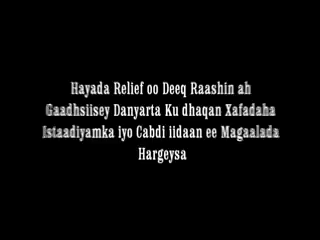 Hayada Relief oo Deeq Raashin ah
Gaadhsiisey Danyarta Ku dhaqan Xafadaha
Istaadiyamka iyo Cabdi iidaan ee Magaalada
Hargeysa